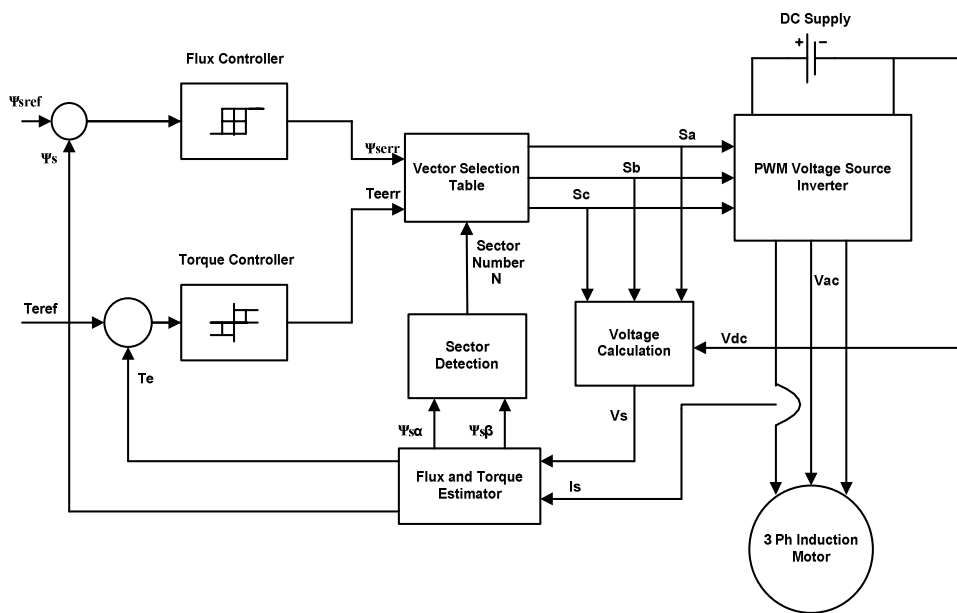 DC Supply
+ −
Flux Controller
Ψsref
Ψs
Ψserr
Vector Selection
Table
Teerr
Sa
Sb
Sc
PWM Voltage Source
Inverter
Sector
Number
N
Torque Controller
Teref
Te
Sector
Detection
Voltage
Calculation
Vac
Vdc
Vs
Ψsα
Ψsβ
Flux and Torque
Estimator
Is
3 Ph Induction
Motor